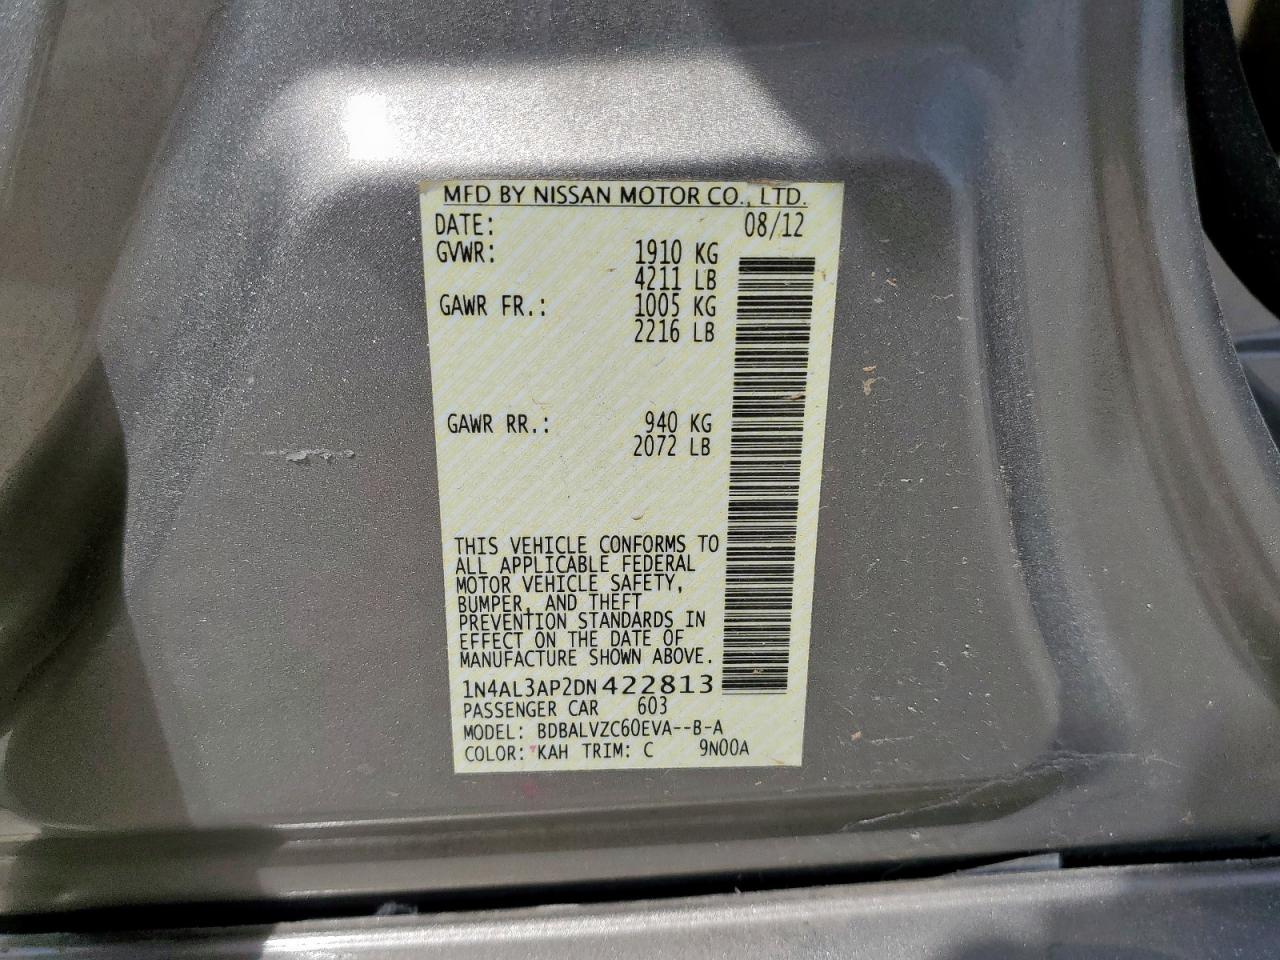 MFD BY NISSAN MOTOR CO., LTD.
DATE: 08/12
GVWR: 1910 KG
4211 LB
GAWR FR.: 1005 KG
2216 LB
GAWR RR.: 940 KG
2072 LB
THIS VEHICLE CONFORMS TO
ALL APPLICABLE FEDERAL
MOTOR VEHICLE SAFETY,
BUMPER, AND THEFT
PREVENTION STANDARDS IN
EFFECT ON THE DATE OF
MANUFACTURE SHOWN ABOVE.
1N4AL3AP2DN422813
PASSENGER CAR 603
MODEL: BDBALVZC60EVA--B-A
COLOR: KAH TRIM: C 9N00A